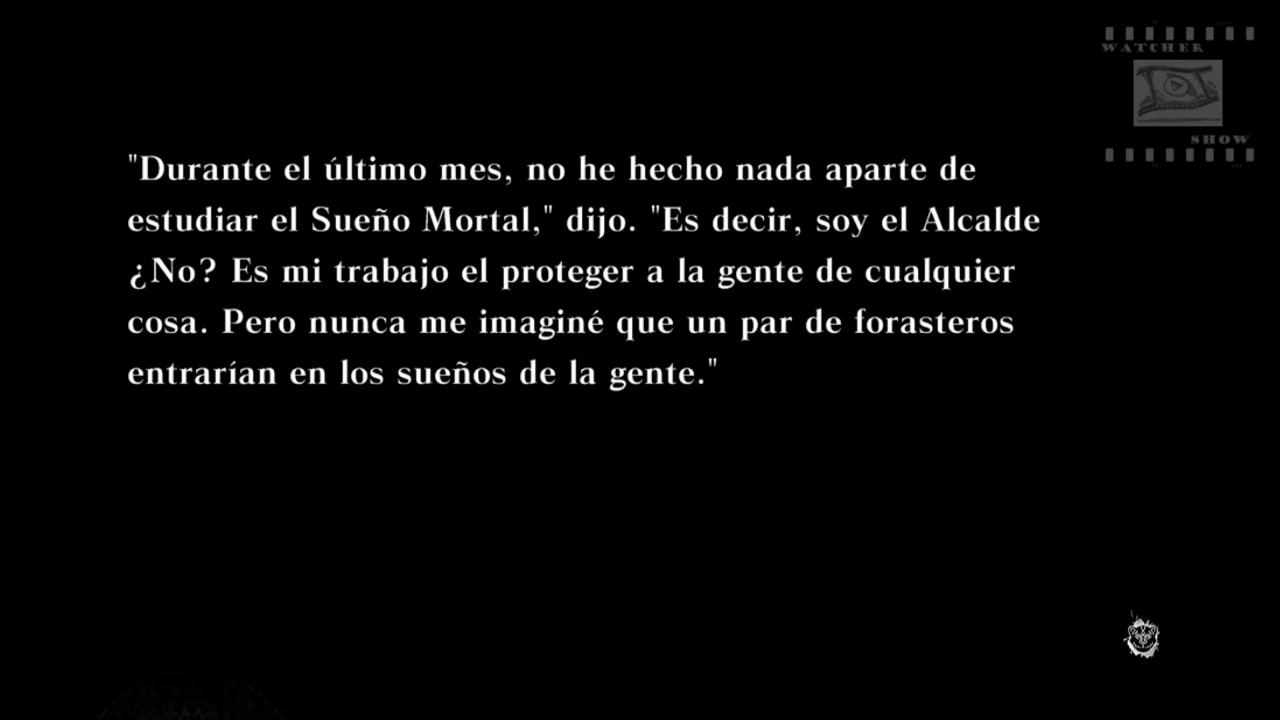 WATCHER
SHOW
"Durante el último mes, no he hecho nada aparte de
estudiar el Sueño Mortal," dijo. "Es decir, soy el Alcalde
¿No? Es mi trabajo el proteger a la gente de cualquier
cosa. Pero nunca me imaginé que un par de forasteros
entrarían en los sueños de la gente."